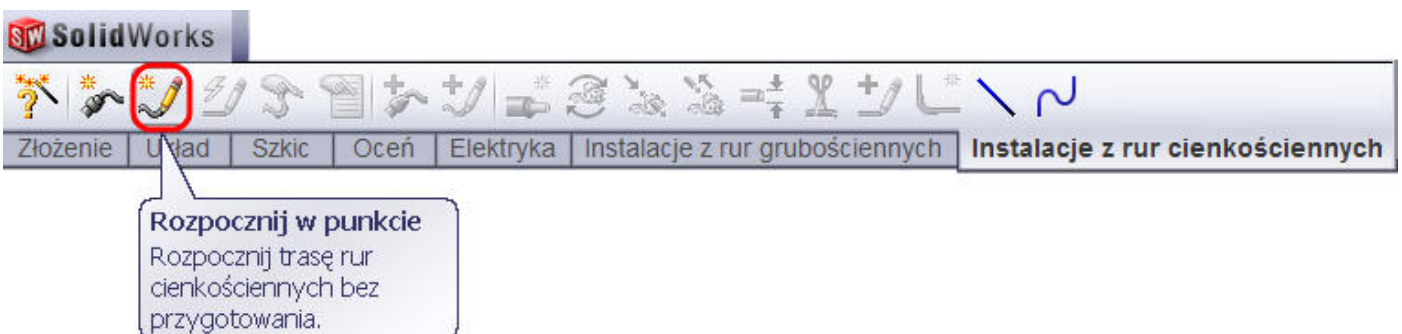 SolidWorks
Złożenie Układ Szkic Oceń Elektryka Instalacje z rur grubościennych Instalacje z rur cienkościennych
Rozpocznij w punkcie
Rozpocznij trasę rur
cienkościennych bez
przygotowania.